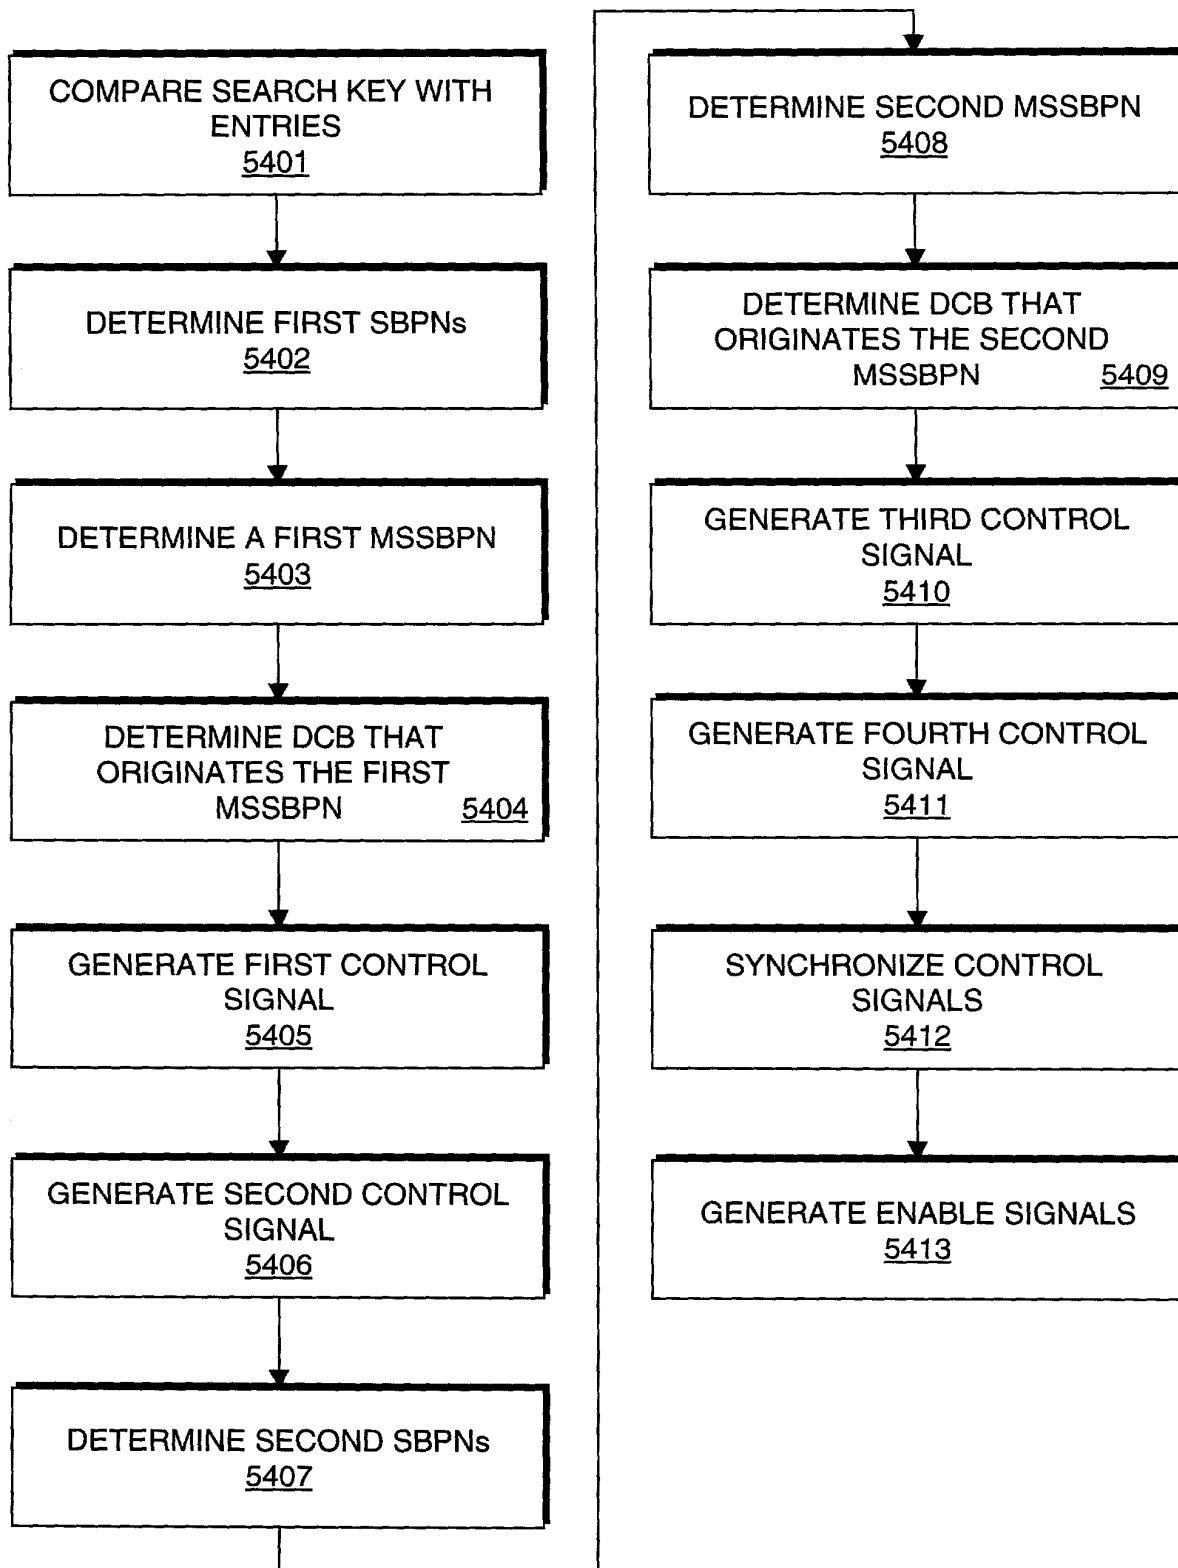 COMPARE SEARCH KEY WITH
ENTRIES
5401
DETERMINE FIRST SBPNs
5402
DETERMINE A FIRST MSSBPN
5403
DETERMINE DCB THAT
ORIGINATES THE FIRST
MSSBPN 5404
GENERATE FIRST CONTROL
SIGNAL
5405
GENERATE SECOND CONTROL
SIGNAL
5406
DETERMINE SECOND SBPNs
5407
DETERMINE SECOND MSSBPN
5408
DETERMINE DCB THAT
ORIGINATES THE SECOND
MSSBPN 5409
GENERATE THIRD CONTROL
SIGNAL
5410
GENERATE FOURTH CONTROL
SIGNAL
5411
SYNCHRONIZE CONTROL
SIGNALS
5412
GENERATE ENABLE SIGNALS
5413